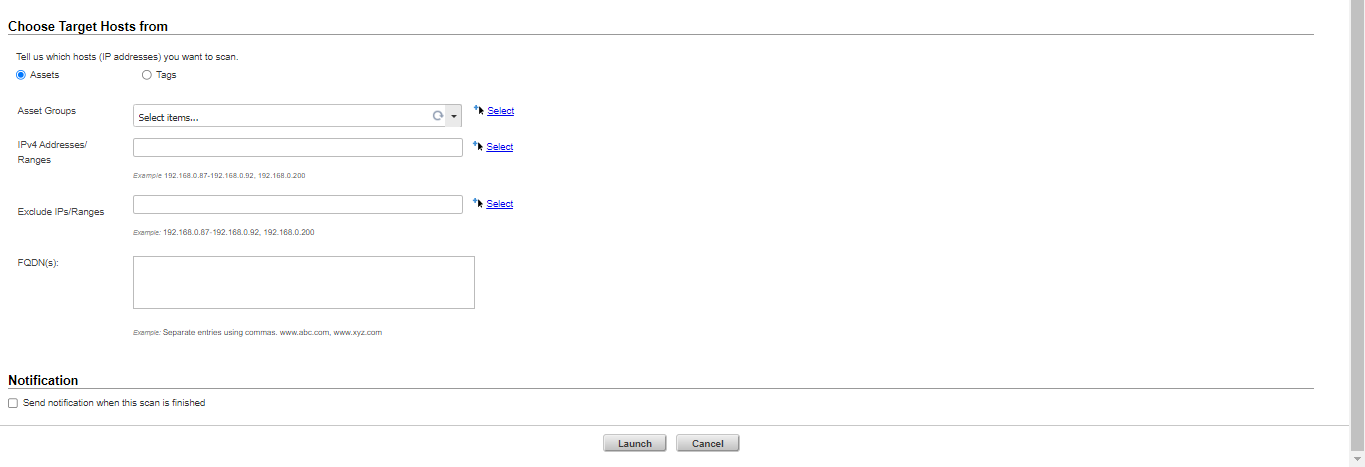 Choose Target Hosts from
Tell us which hosts (IP addresses) you want to scan.
Assets Tags
Asset Groups Select items... Select
IPv4 Addresses/
Ranges
Select
Example 192.168.0.87-192.168.0.92, 192.168.0.200
Exclude IPs/Ranges Select
Example: 192.168.0.87-192.168.0.92, 192.168.0.200
FQDN(s):
Example: Separate entries using commas. www.abc.com, www.xyz.com
Notification
Send notification when this scan is finished
Launch Cancel